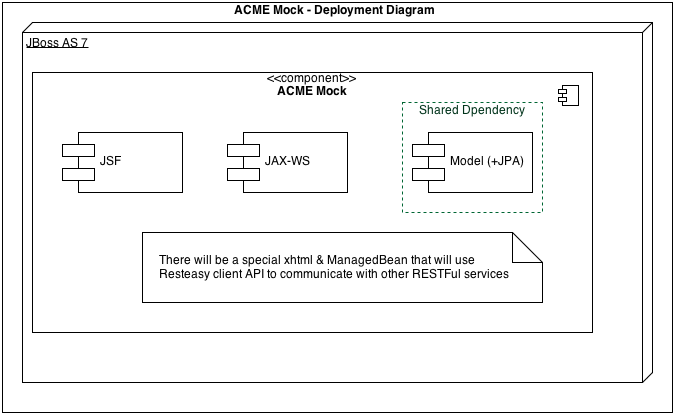 ACME Mock - Deployment Diagram
JBoss AS 7
<<component>>
ACME Mock
Shared Dpendency
JSF
JAX-WS
Model (+JPA)
There will be a special xhtml & ManagedBean that will use
Resteasy client API to communicate with other RESTFul services